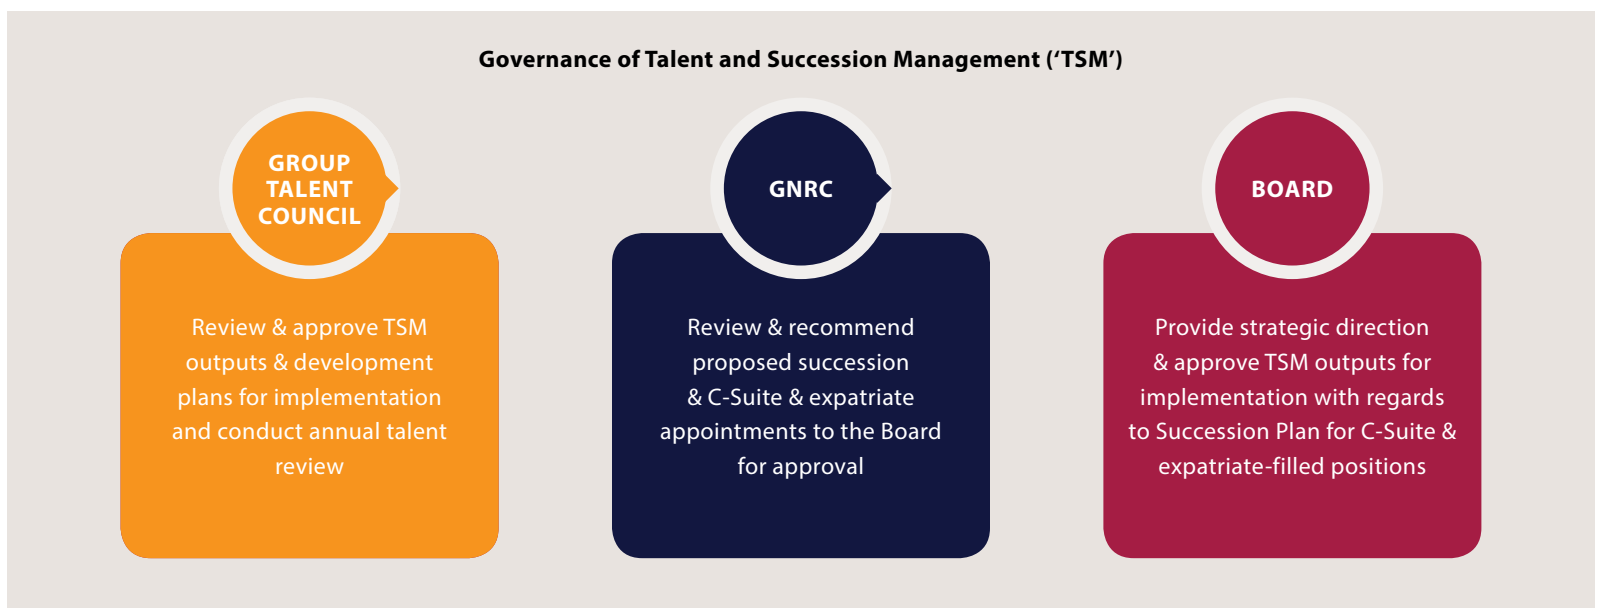 Governance of Talent and Succession Management (‘TSM’)
GROUP
TALENT
COUNCIL
Review & approve TSM
outputs & development
plans for implementation
and conduct annual talent
review
GNRC
Review & recommend
proposed succession
& C-Suite & expatriate
appointments to the Board
for approval
BOARD
Provide strategic direction
& approve TSM outputs for
implementation with regards
to Succession Plan for C-Suite &
expatriate-filled positions